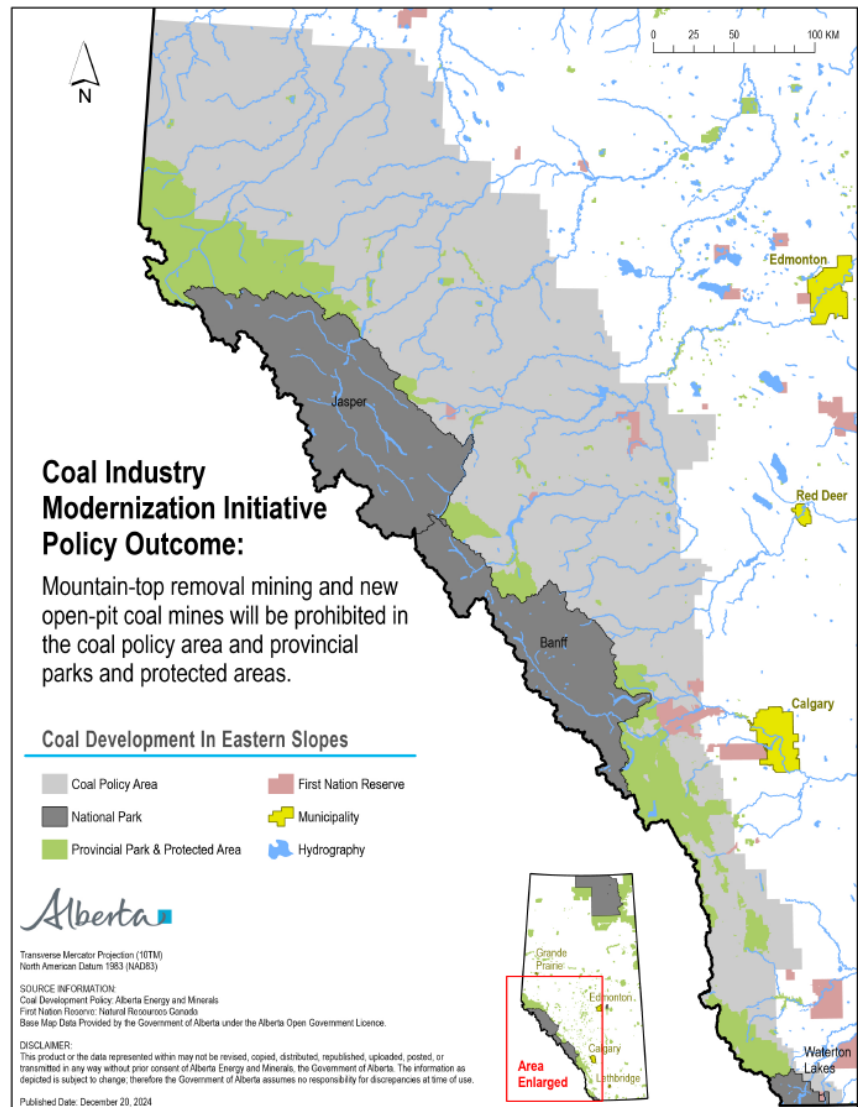 0 25 50 100 KM
N
Edmonton
Jasper
Red Deer
Banff
Calgary
Waterton
Lakes
Coal Industry
Modernization Initiative
Policy Outcome:
Mountain-top removal mining and new
open-pit coal mines will be prohibited in
the coal policy area and provincial
parks and protected areas.
Coal Development In Eastern Slopes
Coal Policy Area
First Nation Reserve
National Park
Municipality
Provincial Park & Protected Area
Hydrography
Alberta
Transverse Mercator Projection (10TM)
North American Datum 1983 (NAD83)
SOURCE INFORMATION:
Coal Development Policy: Alberta Energy and Minerals
First Nation Reserve: Natural Resources Canada
Base Map Data Provided by the Government of Alberta under the Alberta Open Government Licence.
DISCLAIMER:
This product or the data represented within may not be revised, copied, distributed, republished, uploaded, posted, or
transmitted in any way without prior consent of Alberta Energy and Minerals, the Government of Alberta. The information as
depicted is subject to change; therefore the Government of Alberta assumes no responsibility for discrepancies at time of use.
Published Date: December 20, 2024
Grande
Prairie
Edmonton
Calgary
Lethbridge
Area
Enlarged